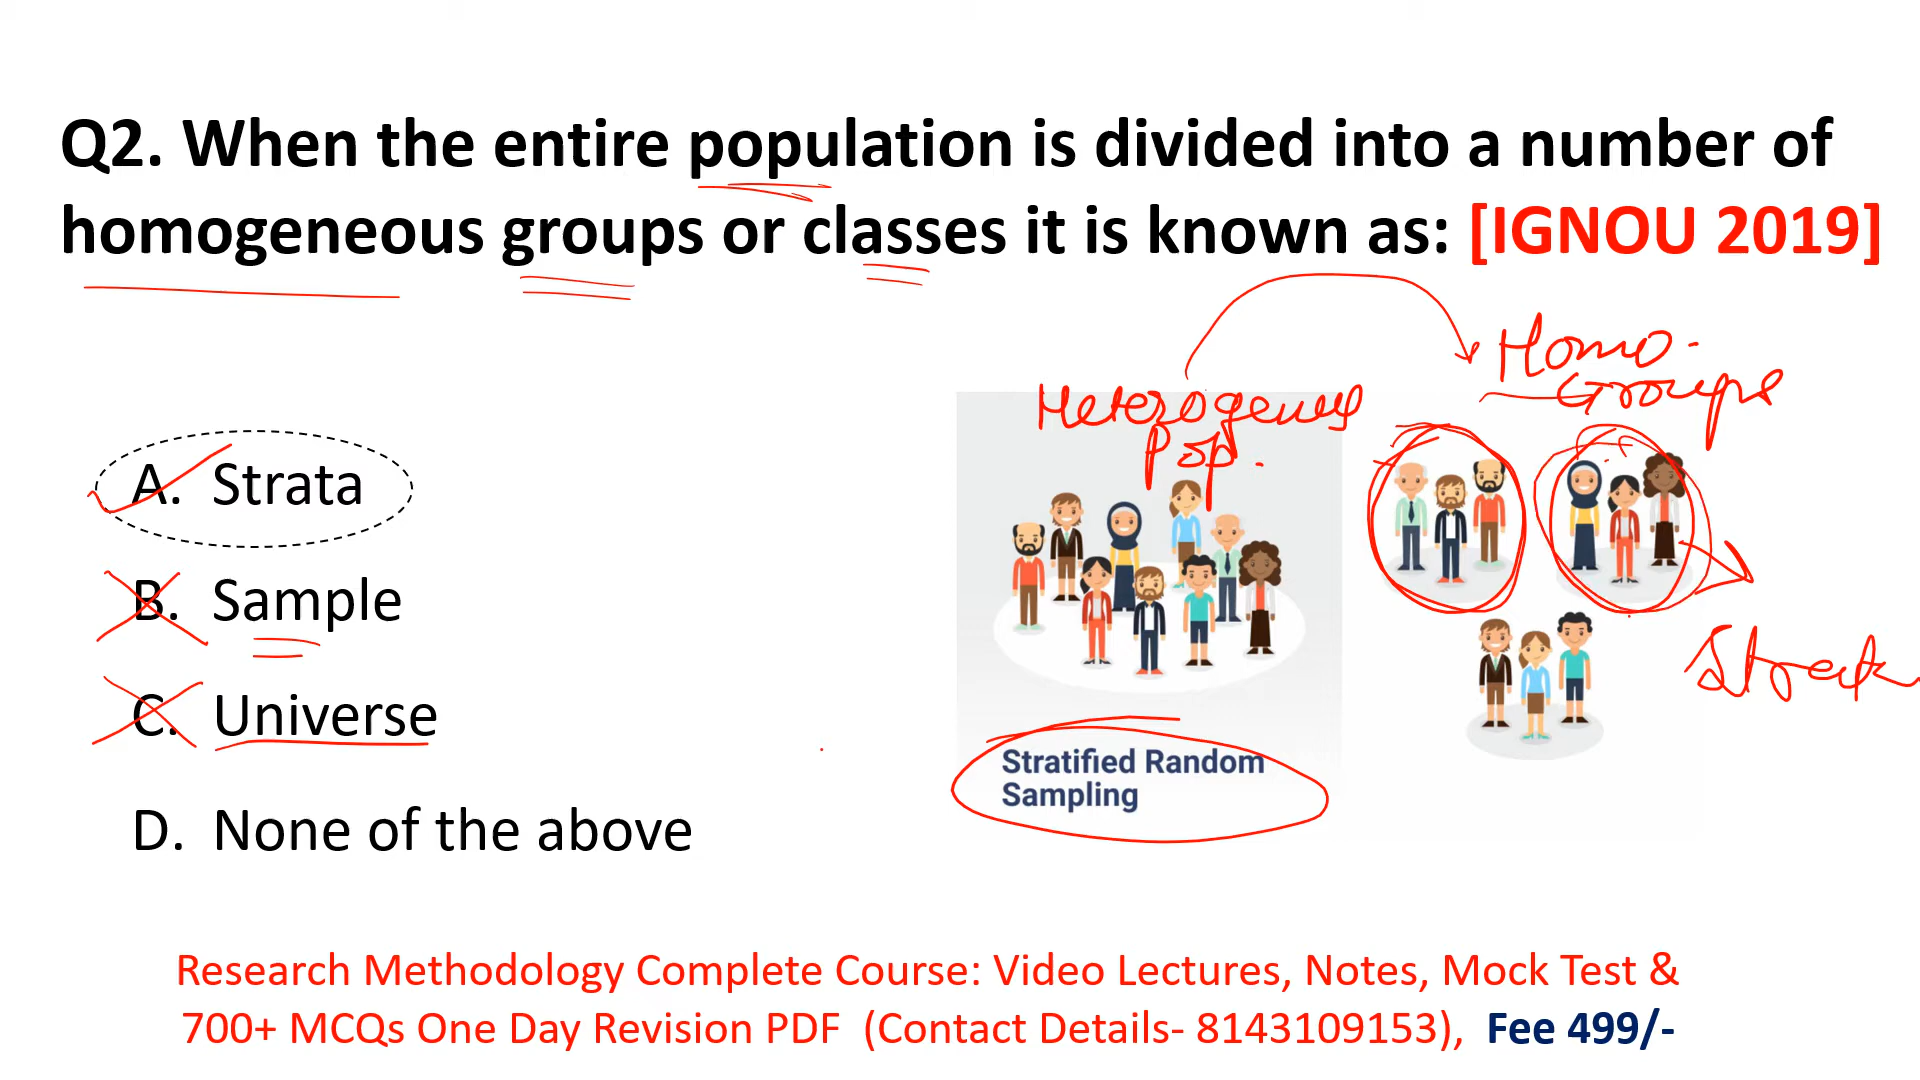 Q2. When the entire population is divided into a number of
homogeneous groups or classes it is known as: [IGNOU 2019]
Homo.
Groups
Heterogeneous
Pop.
A. Strata
B. Sample
C. Universe
D. None of the above
Stratified Random
Sampling
Research Methodology Complete Course: Video Lectures, Notes, Mock Test &
700+ MCQs One Day Revision PDF (Contact Details- 8143109153), Fee 499/-